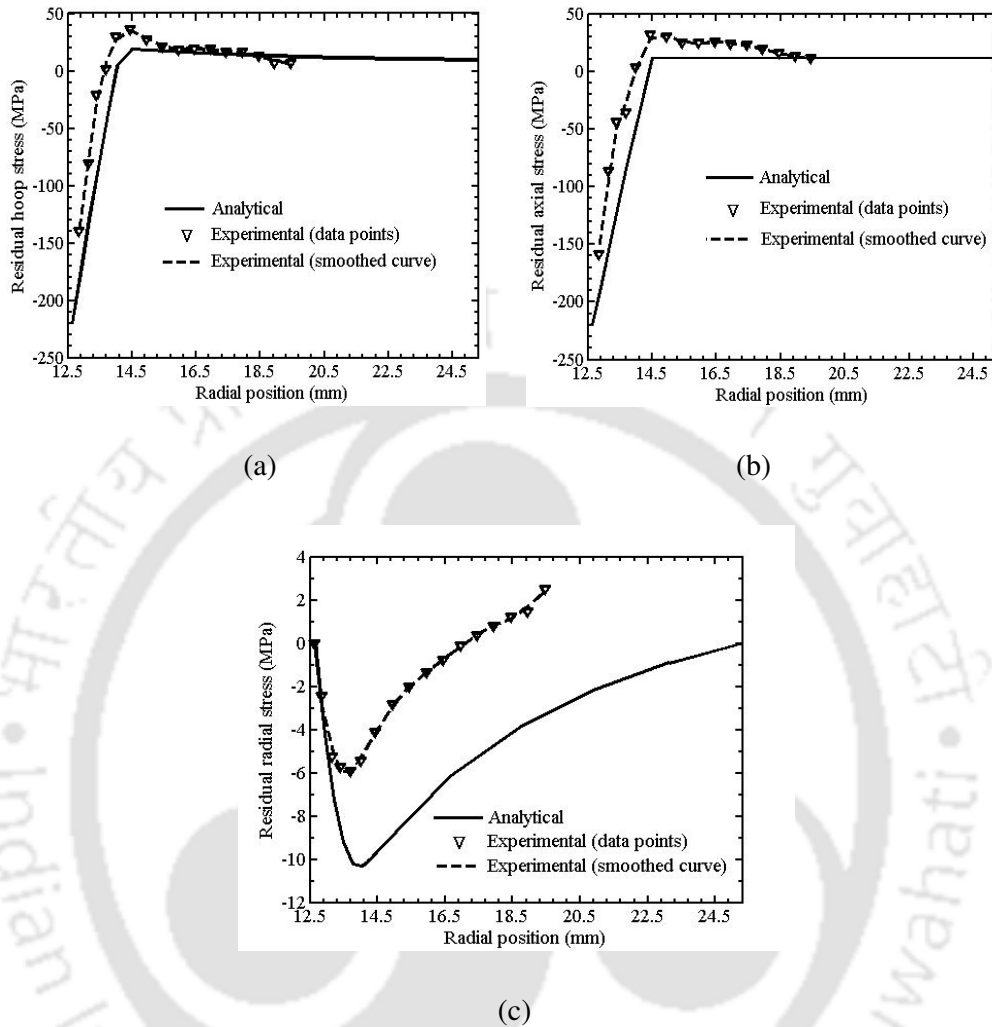 50
0
-50
-100
-150
-200
-250
Residual hoop stress (MPa)
Analytical
Experimental (data points)
Experimental (smoothed curve)
12.5 14.5 16.5 18.5 20.5 22.5 24.5
Radial position (mm)
(a)
50
0
-50
-100
-150
-200
-250
Residual axial stress (MPa)
Analytical
Experimental (data points)
Experimental (smoothed curve)
12.5 14.5 16.5 18.5 20.5 22.5 24.5
Radial position (mm)
(b)
4
2
0
-2
-4
-6
-8
-10
-12
Residual radial stress (MPa)
Analytical
Experimental (data points)
Experimental (smoothed curve)
12.5 14.5 16.5 18.5 20.5 22.5 24.5
Radial position (mm)
(c)
भारतीय
गुवाहाटी
Indian
uwahati